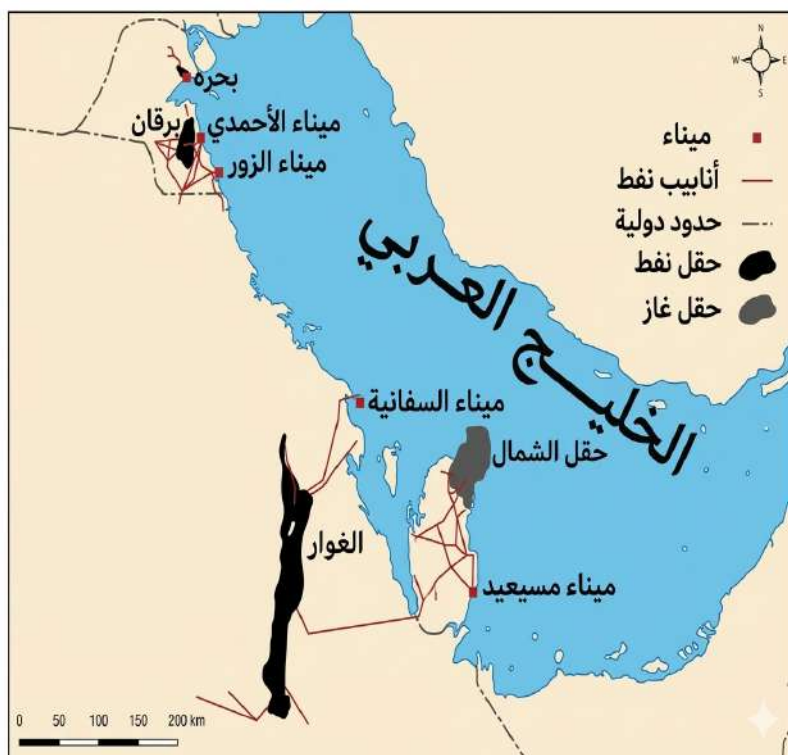 N
W E
S
بحره
برقان
ميناء الأحمدي
ميناء الزور
ميناء
أنابيب نفط
حدود دولية
حقل نفط
حقل غاز
الخليج العربي
ميناء السفانية
حقل الشمال
الغوار
ميناء مسيعيد
0 50 100 150 200 km